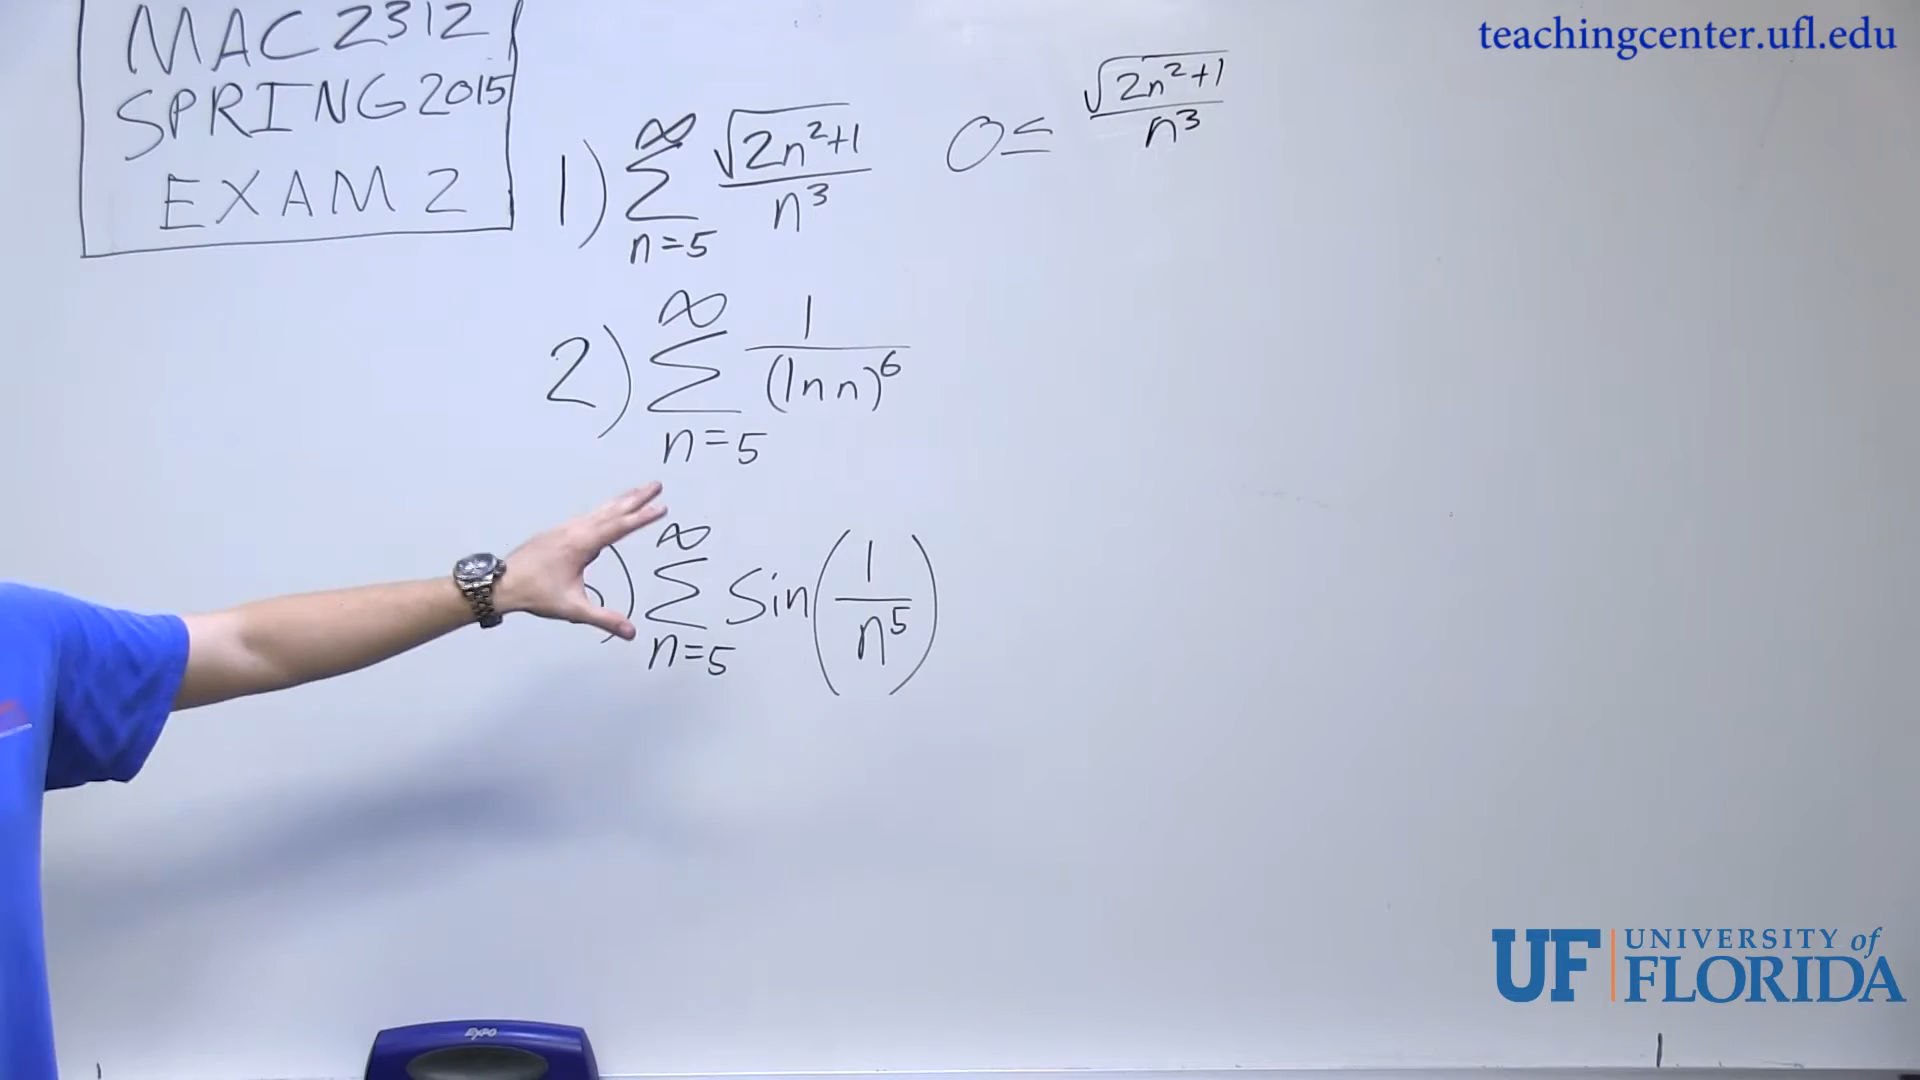 MAC 2312
SPRING 2015
EXAM 2
teachingcenter.ufl.edu
1) ∞ ∑ n=5 √(2n²+1) / n³
0 ≤ √(2n²+1) / n³
2) ∞ ∑ n=5 1 / (ln n)⁶
) ∞ ∑ n=5 Sin(1 / n⁵)
EXPO
UF UNIVERSITY of
FLORIDA